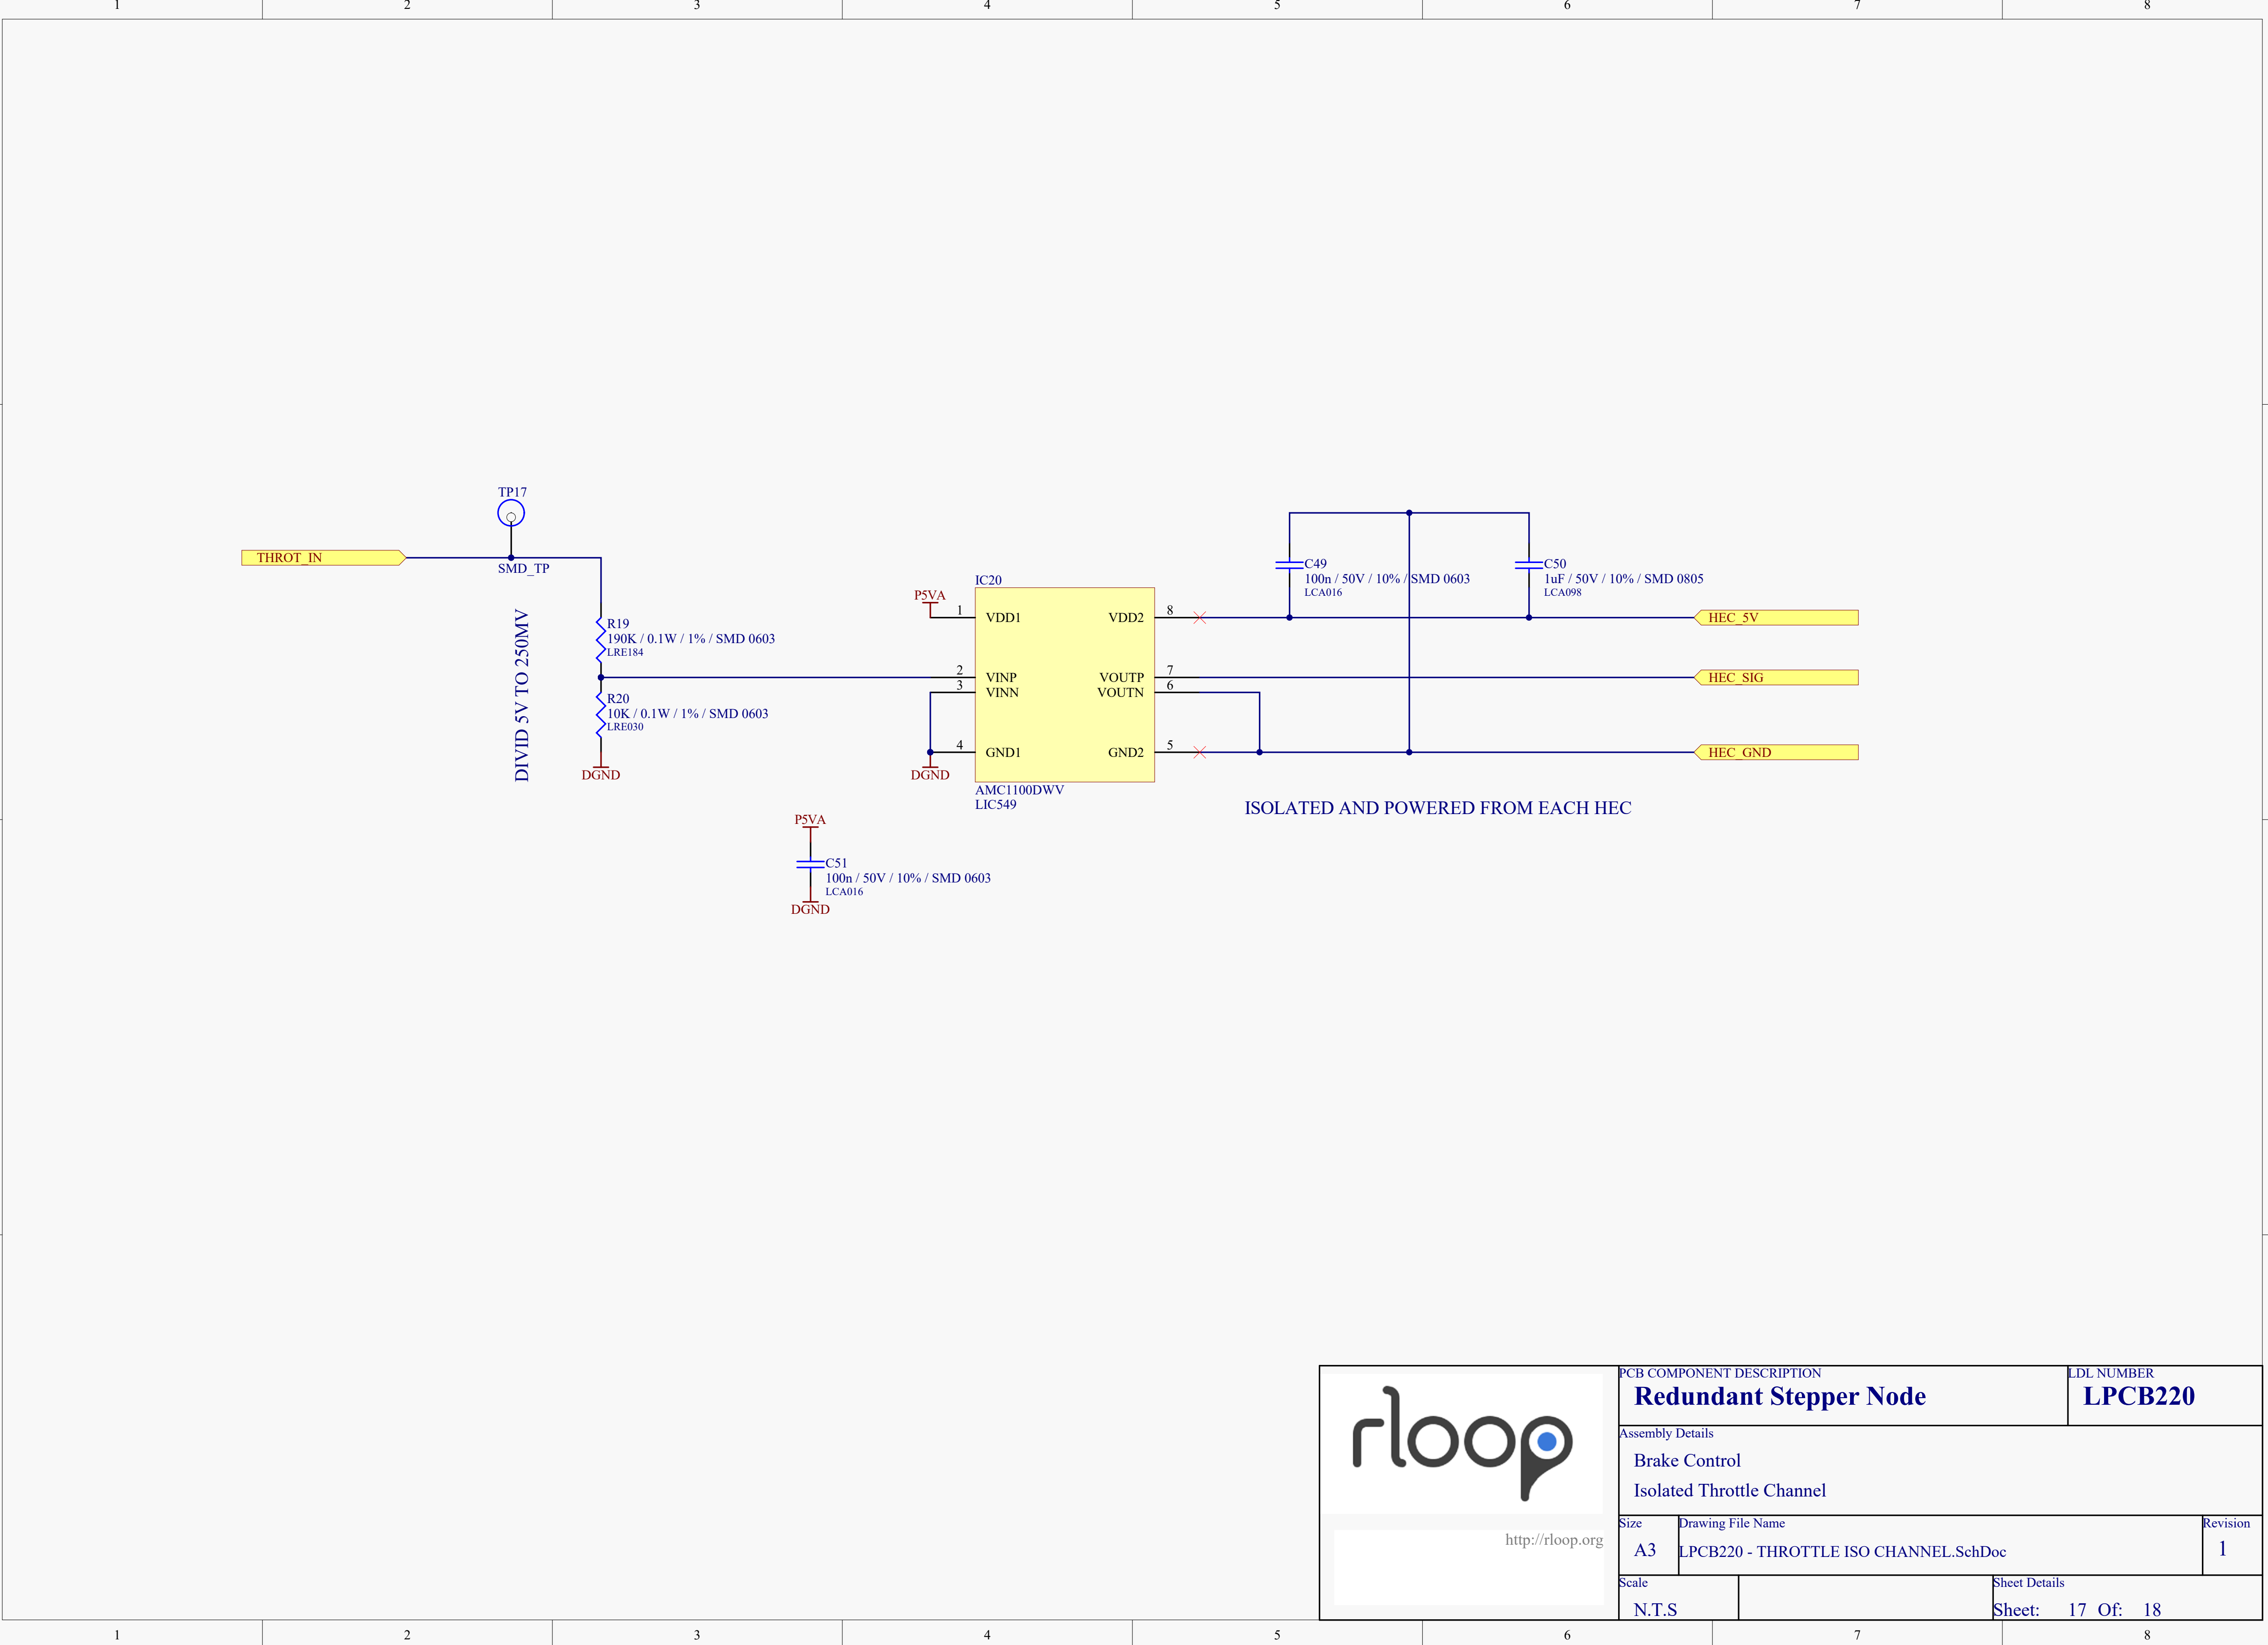 1 2 3 4 5 6 7 8
TP17
THROT_IN
SMD_TP
DIVID 5V TO 250MV
R19
190K / 0.1W / 1% / SMD 0603
LRE184
R20
10K / 0.1W / 1% / SMD 0603
LRE030
DGND
P5VA
IC20
1 VDD1 VDD2 8
2 VINP VOUTP 7
3 VINN VOUTN 6
4 GND1 GND2 5
DGND
AMC1100DWV
LIC549
C49
100n / 50V / 10% / SMD 0603
LCA016
C50
1uF / 50V / 10% / SMD 0805
LCA098
HEC_5V
HEC_SIG
HEC_GND
ISOLATED AND POWERED FROM EACH HEC
P5VA
C51
100n / 50V / 10% / SMD 0603
LCA016
DGND
rloop
http://rloop.org
PCB COMPONENT DESCRIPTION
Redundant Stepper Node
LDL NUMBER
LPCB220
Assembly Details
Brake Control
Isolated Throttle Channel
Size
A3
Drawing File Name
LPCB220 - THROTTLE ISO CHANNEL.SchDoc
Revision
1
Scale
N.T.S
Sheet Details
Sheet: 17 Of: 18
1 2 3 4 5 6 7 8